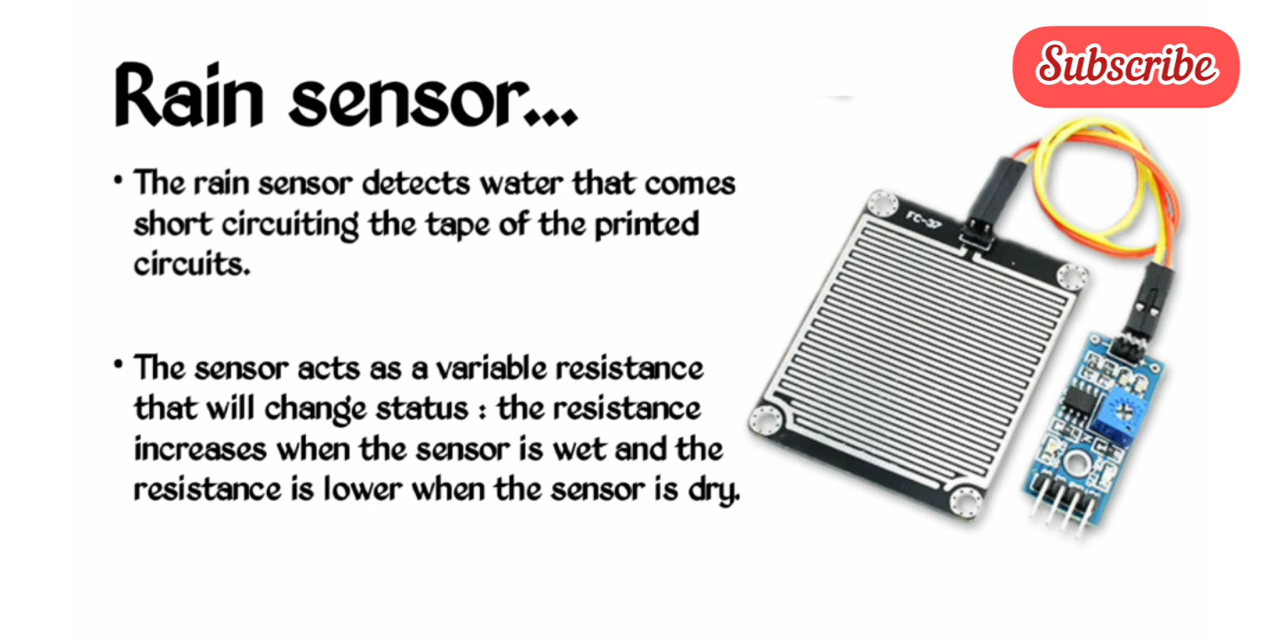 Rain sensor...
Subscribe
• The rain sensor detects water that comes
short circuiting the tape of the printed
circuits.
• The sensor acts as a variable resistance
that will change status : the resistance
increases when the sensor is wet and the
resistance is lower when the sensor is dry.
FC-37